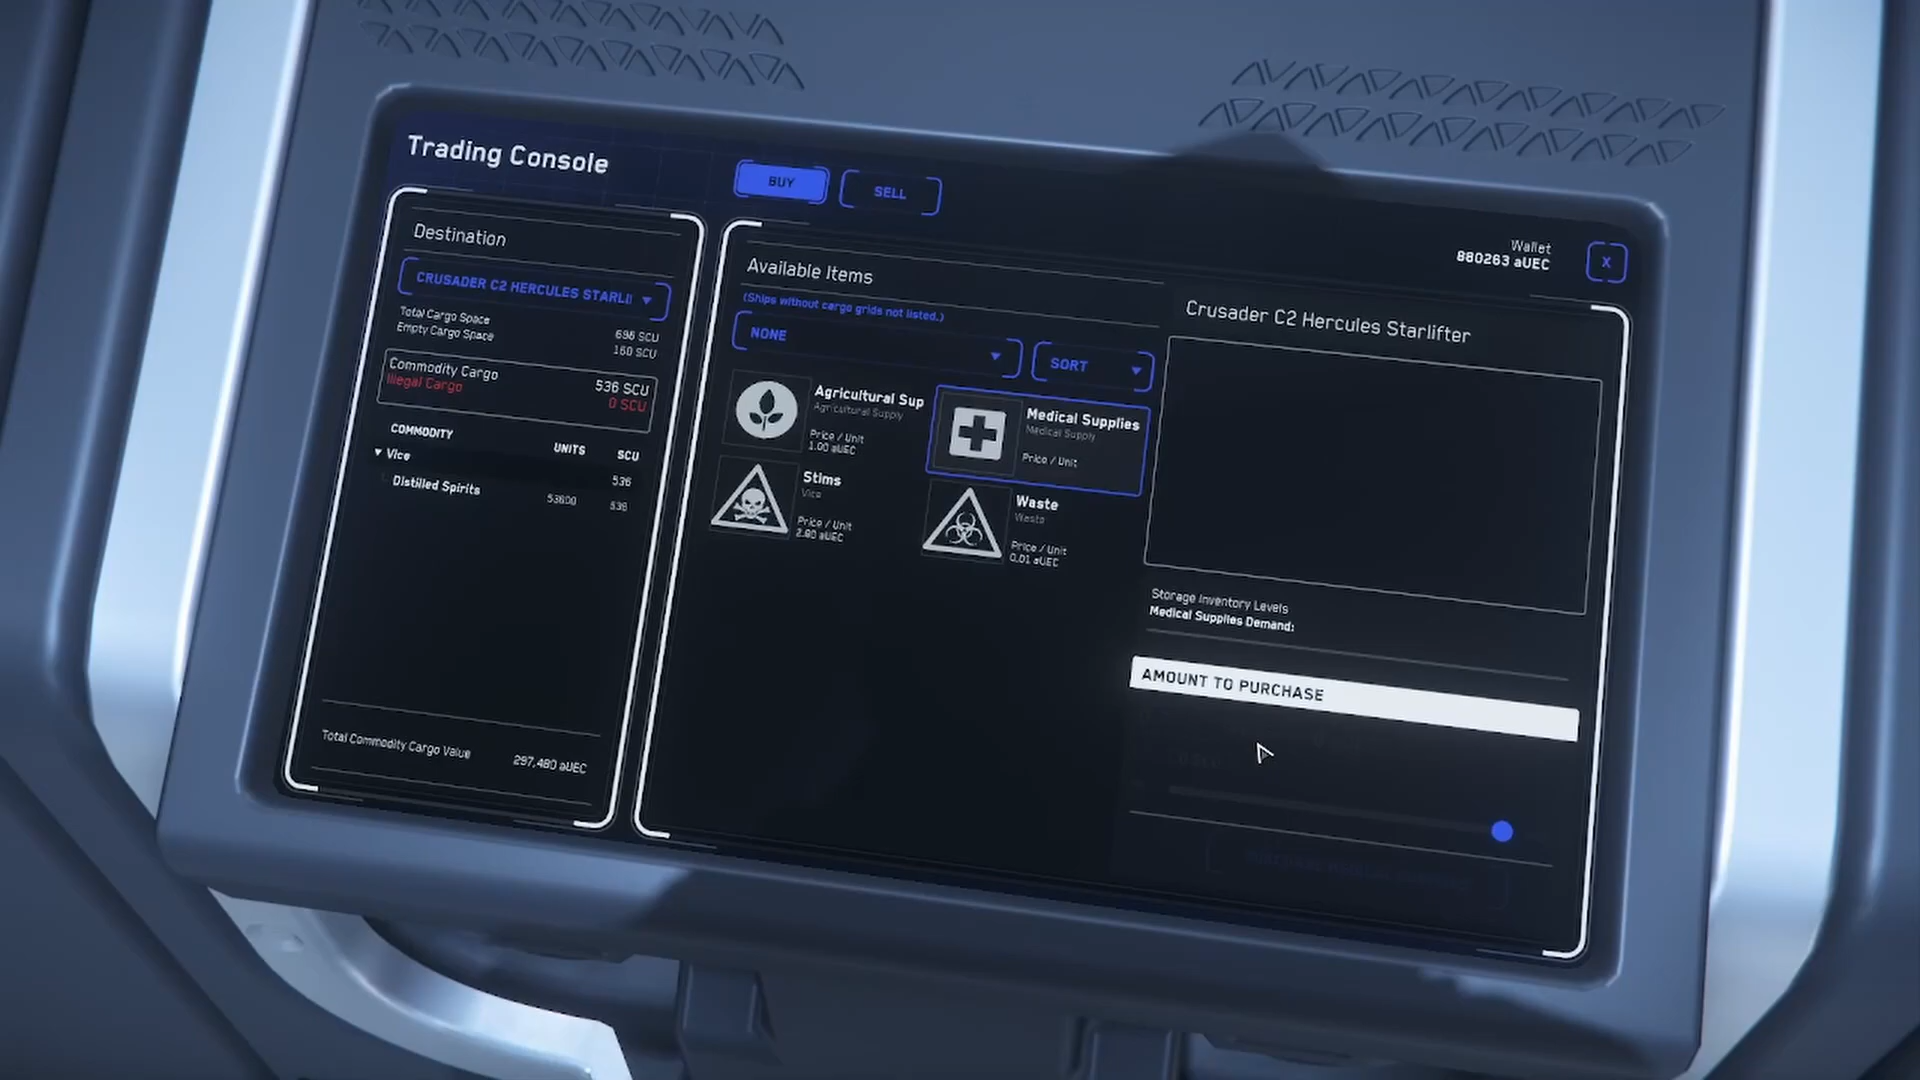 Trading Console
BUY
SELL
Wallet
880263 aUEC
X
Destination
CRUSADER C2 HERCULES STARLI
Total Cargo Space
696 SCU
Empty Cargo Space
160 SCU
Commodity Cargo
536 SCU
Illegal Cargo
0 SCU
COMMODITY
UNITS
SCU
Vice
536
Distilled Spirits
53600
536
Total Commodity Cargo Value
297,480 aUEC
Available Items
(Ships without cargo grids not listed.)
NONE
SORT
Agricultural Sup
Agricultural Supply
Price / Unit
1.00 aUEC
Medical Supplies
Medical Supply
Price / Unit
Stims
Vice
Price / Unit
2.80 aUEC
Waste
Waste
Price / Unit
0.01 aUEC
Crusader C2 Hercules Starlifter
Storage Inventory Levels
Medical Supplies Demand:
AMOUNT TO PURCHASE